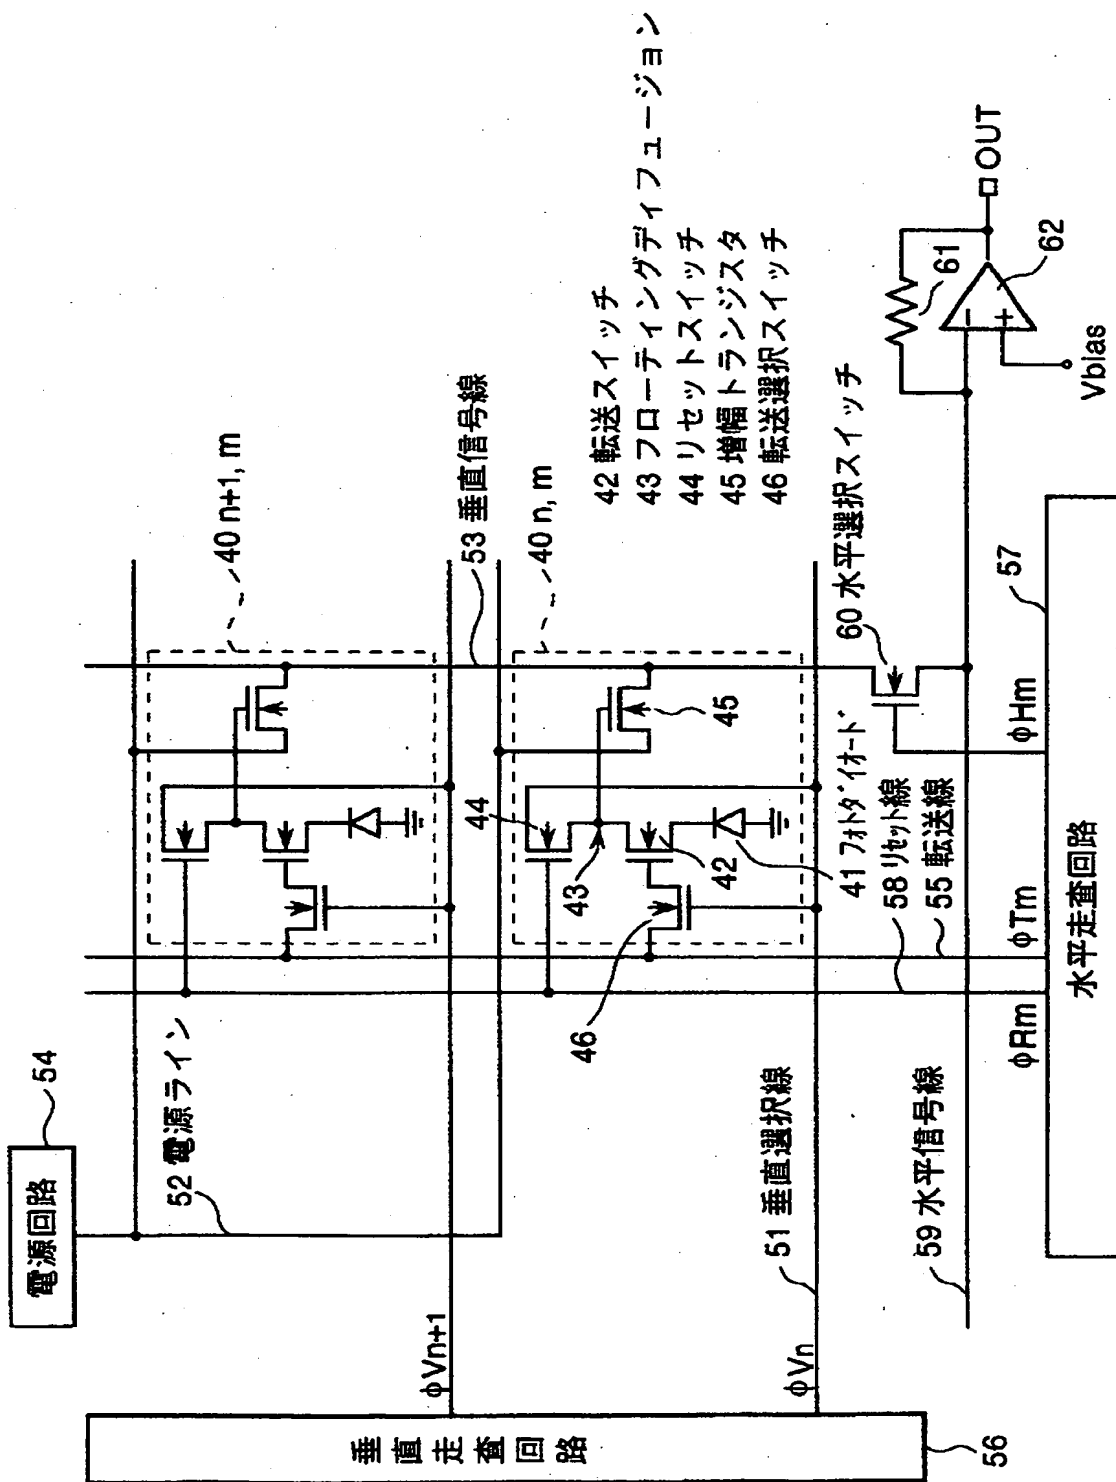 電源回路
54
52 電源ライン
40 n+1, m
53 垂直信号線
40 n, m
42 転送スイッチ
43 フローティングディフュージョン
44 リセットスイッチ
45 増幅トランジスタ
46 転送選択スイッチ
44
43
45
42
46
41 フォトダイオード
φVn+1
φVn
垂直走査回路
56
51 垂直選択線
58 リセット線
55 転送線
60 水平選択スイッチ
59 水平信号線
φRm
φTm
φHm
水平走査回路
57
61
62
OUT
Vbias
−
+